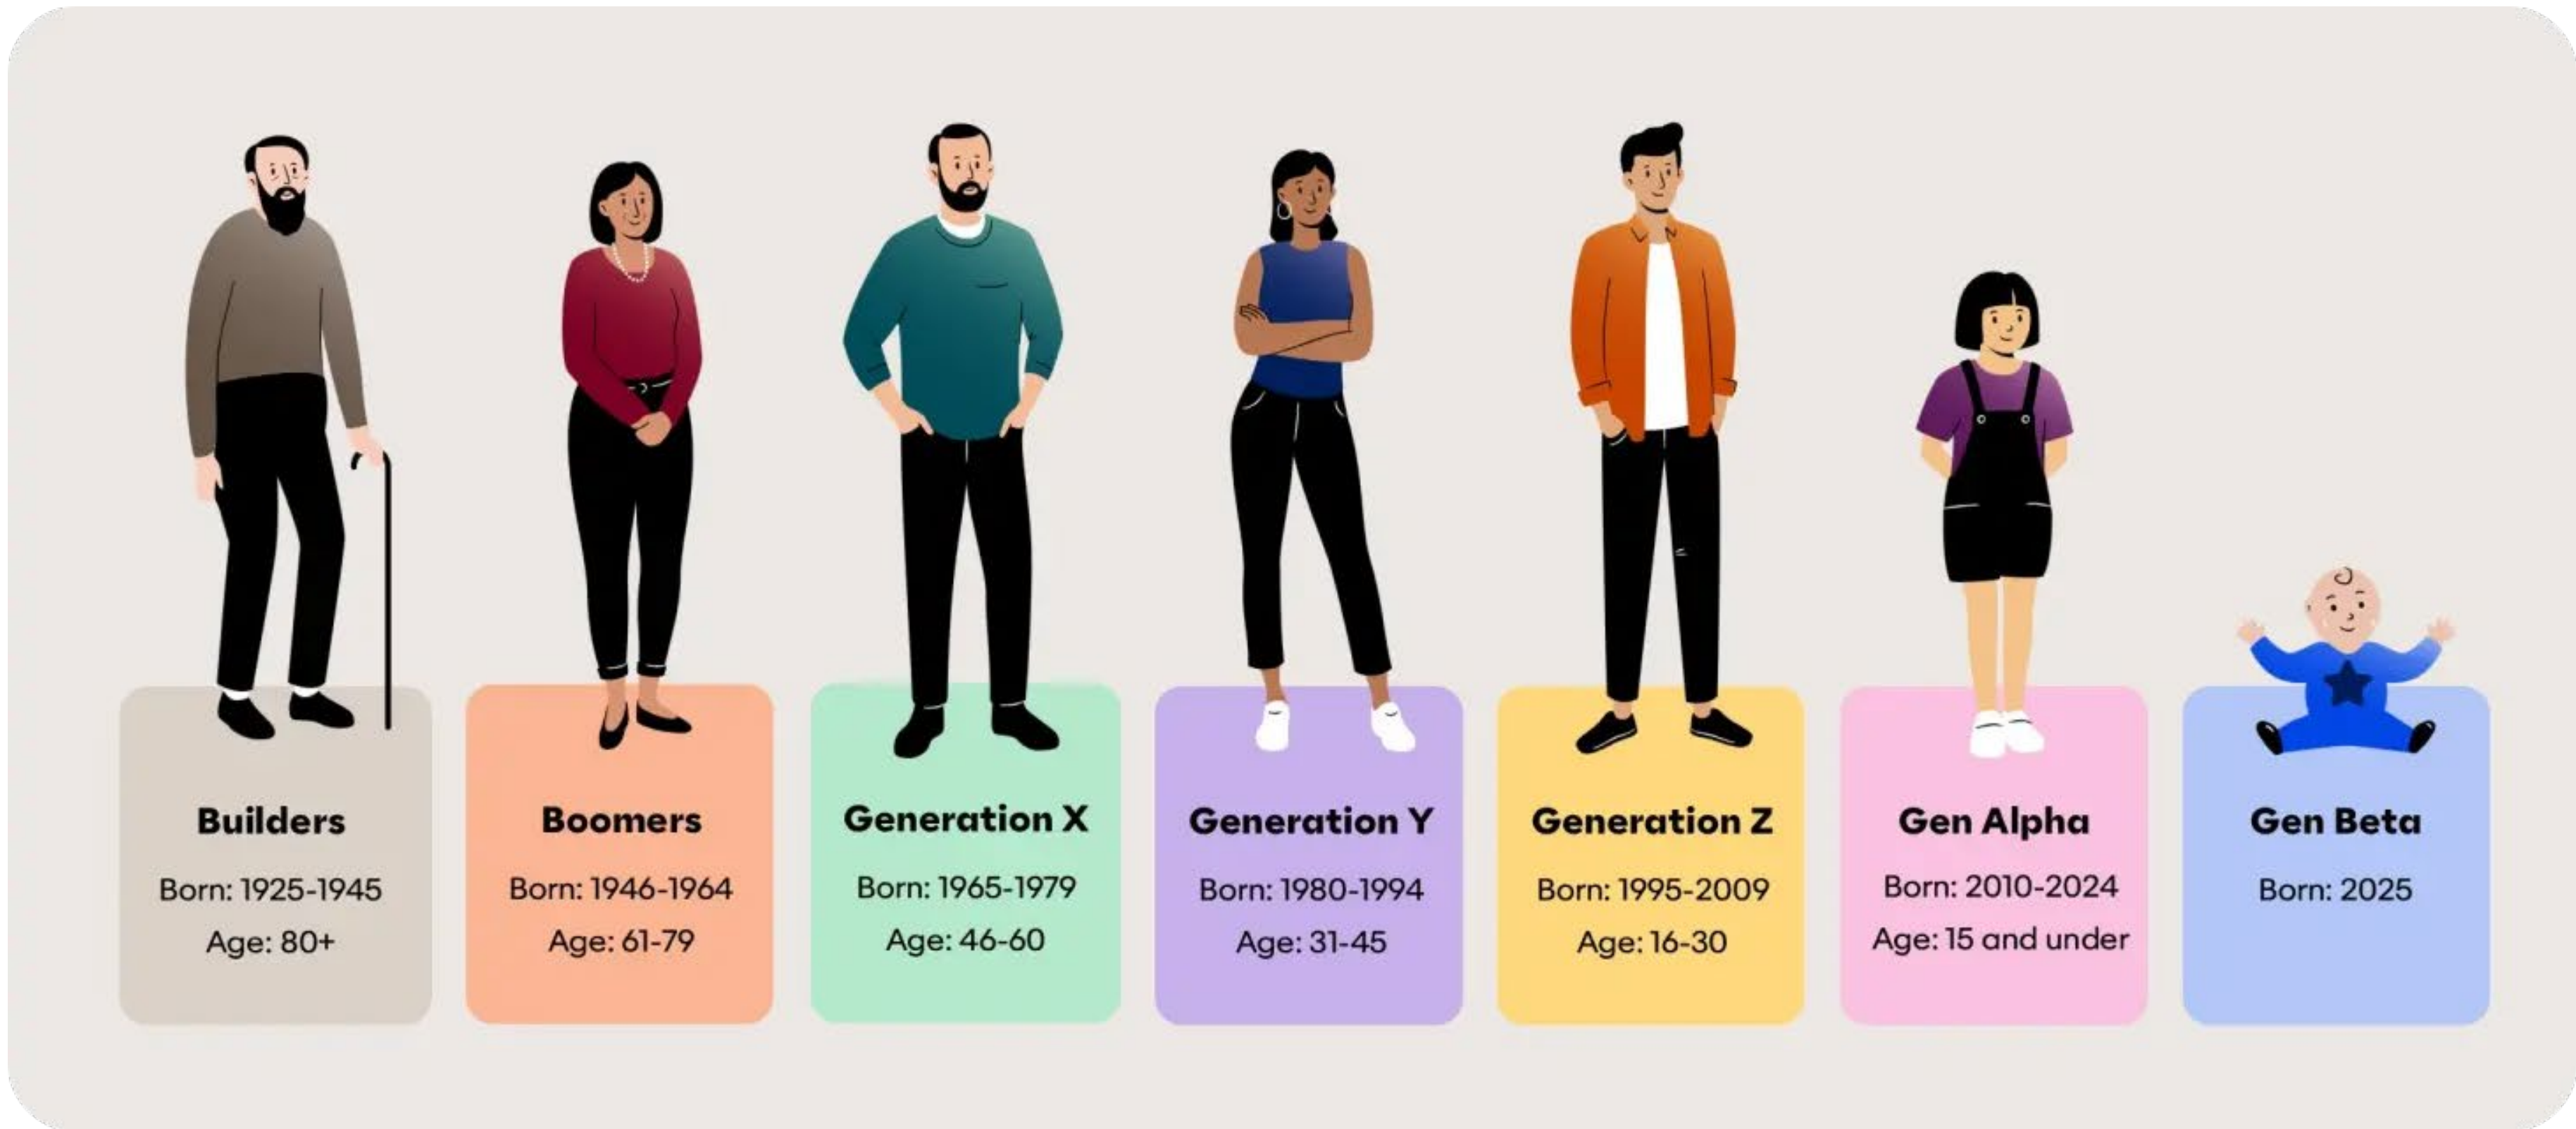 Builders
Born: 1925-1945
Age: 80+
Boomers
Born: 1946-1964
Age: 61-79
Generation X
Born: 1965-1979
Age: 46-60
Generation Y
Born: 1980-1994
Age: 31-45
Generation Z
Born: 1995-2009
Age: 16-30
Gen Alpha
Born: 2010-2024
Age: 15 and under
Gen Beta
Born: 2025